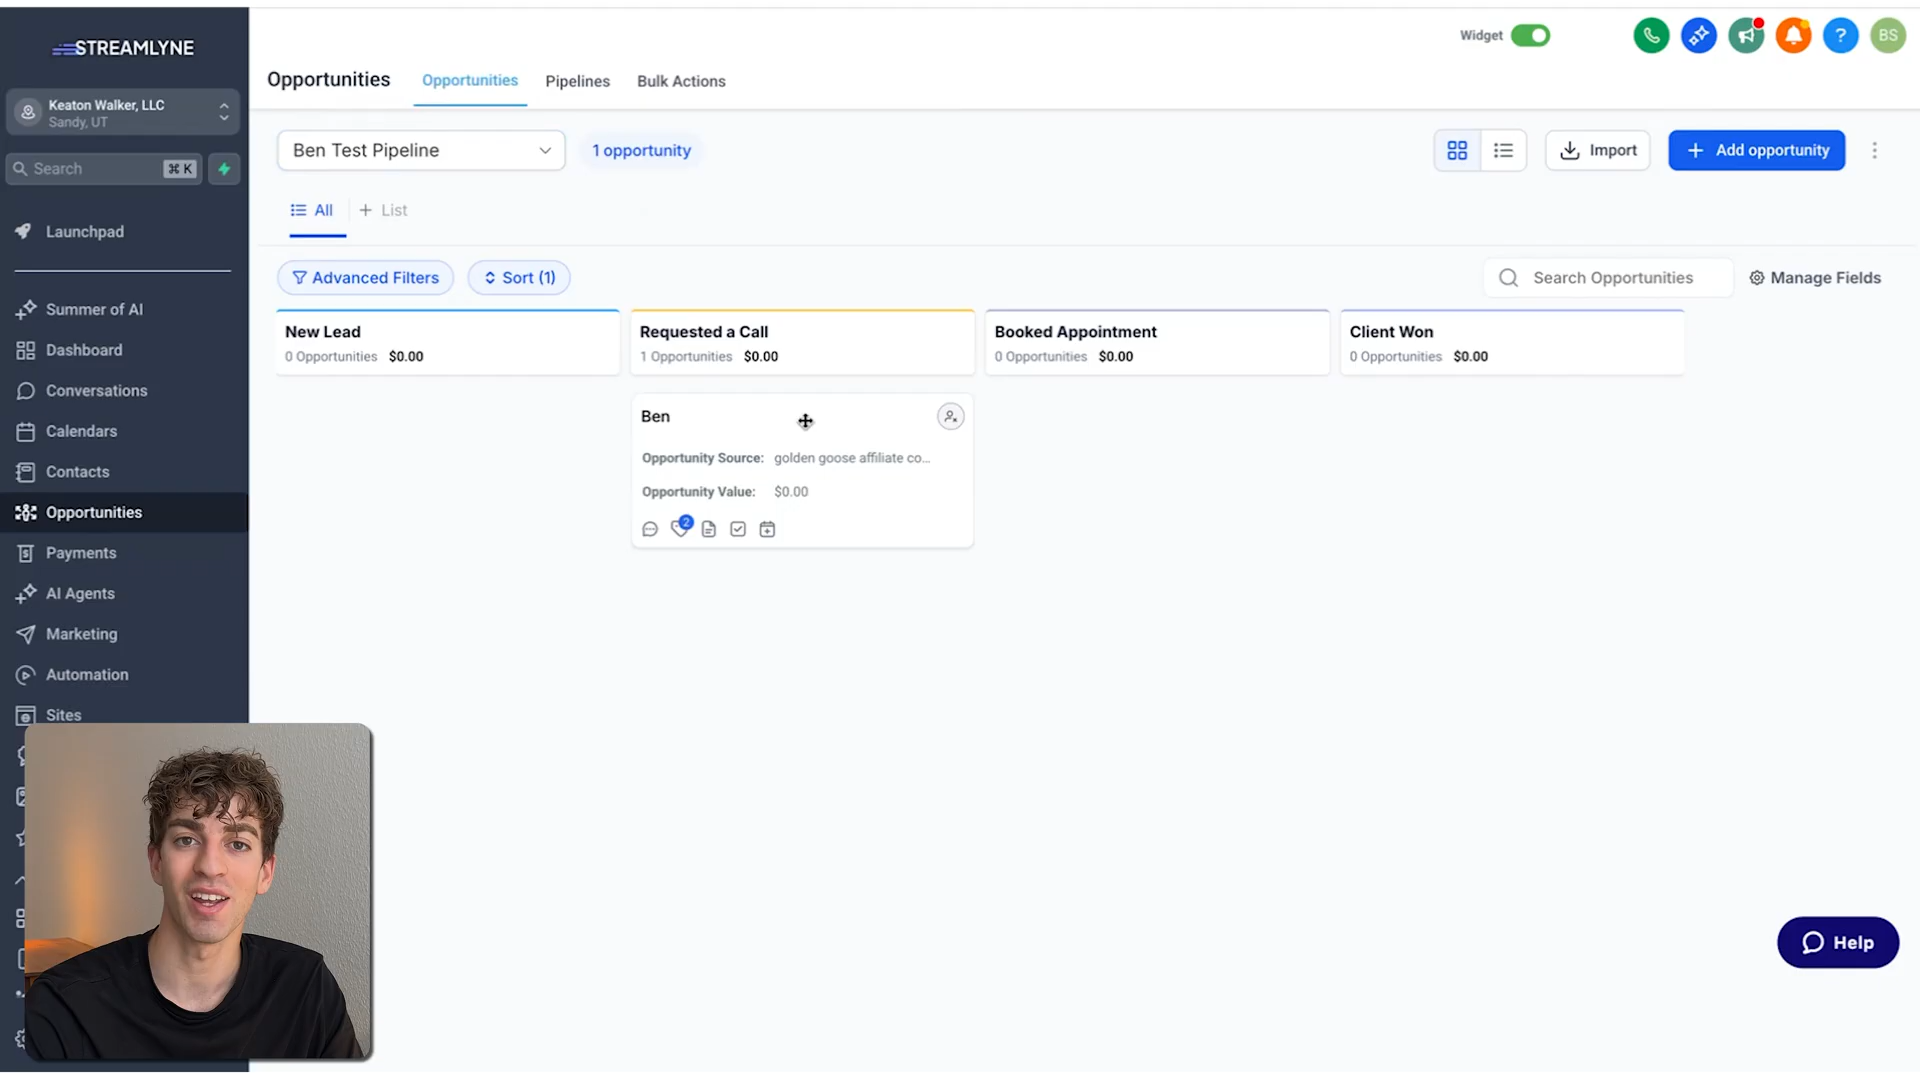 STREAMLYNE
Keaton Walker, LLC
Sandy, UT
Search
⌘ K
Launchpad
Summer of AI
Dashboard
Conversations
Calendars
Contacts
Opportunities
Payments
AI Agents
Marketing
Automation
Sites
Widget
?
BS
Opportunities
Opportunities
Pipelines
Bulk Actions
Ben Test Pipeline
1 opportunity
Import
+ Add opportunity
All
+ List
Advanced Filters
Sort (1)
Search Opportunities
Manage Fields
New Lead
0 Opportunities $0.00
Requested a Call
1 Opportunities $0.00
Booked Appointment
0 Opportunities $0.00
Client Won
0 Opportunities $0.00
Ben
Opportunity Source: golden goose affiliate co...
Opportunity Value: $0.00
2
Help